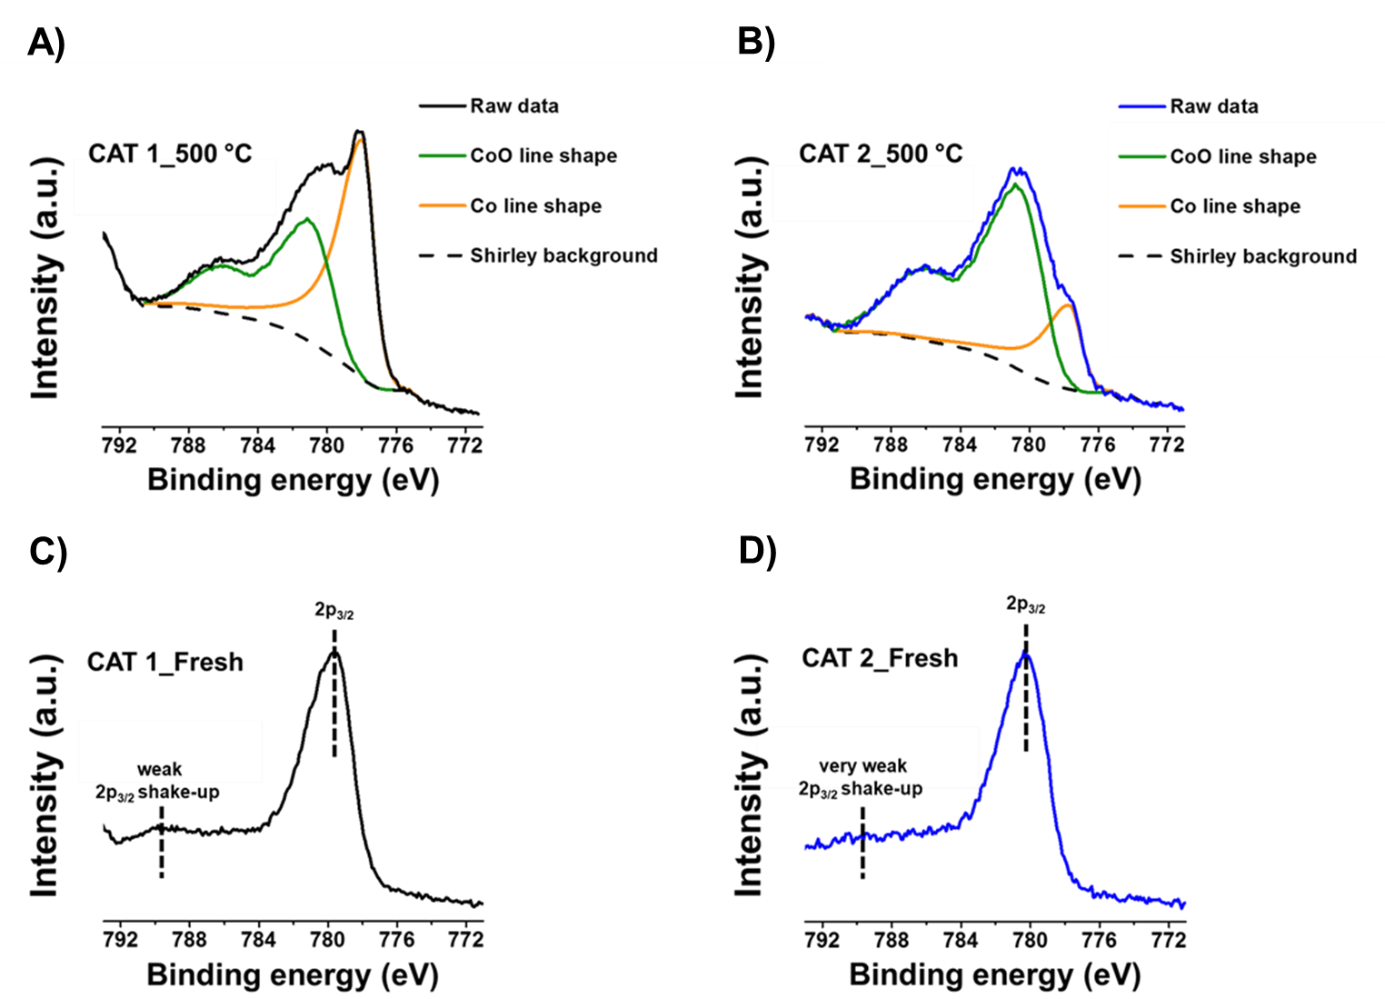 A)
CAT 1_500 °C
Raw data
CoO line shape
Co line shape
Shirley background
Intensity (a.u.)
792 788 784 780 776 772
Binding energy (eV)
B)
CAT 2_500 °C
Raw data
CoO line shape
Co line shape
Shirley background
Intensity (a.u.)
792 788 784 780 776 772
Binding energy (eV)
C)
2p3/2
CAT 1_Fresh
weak
2p3/2 shake-up
Intensity (a.u.)
792 788 784 780 776 772
Binding energy (eV)
D)
2p3/2
CAT 2_Fresh
very weak
2p3/2 shake-up
Intensity (a.u.)
792 788 784 780 776 772
Binding energy (eV)